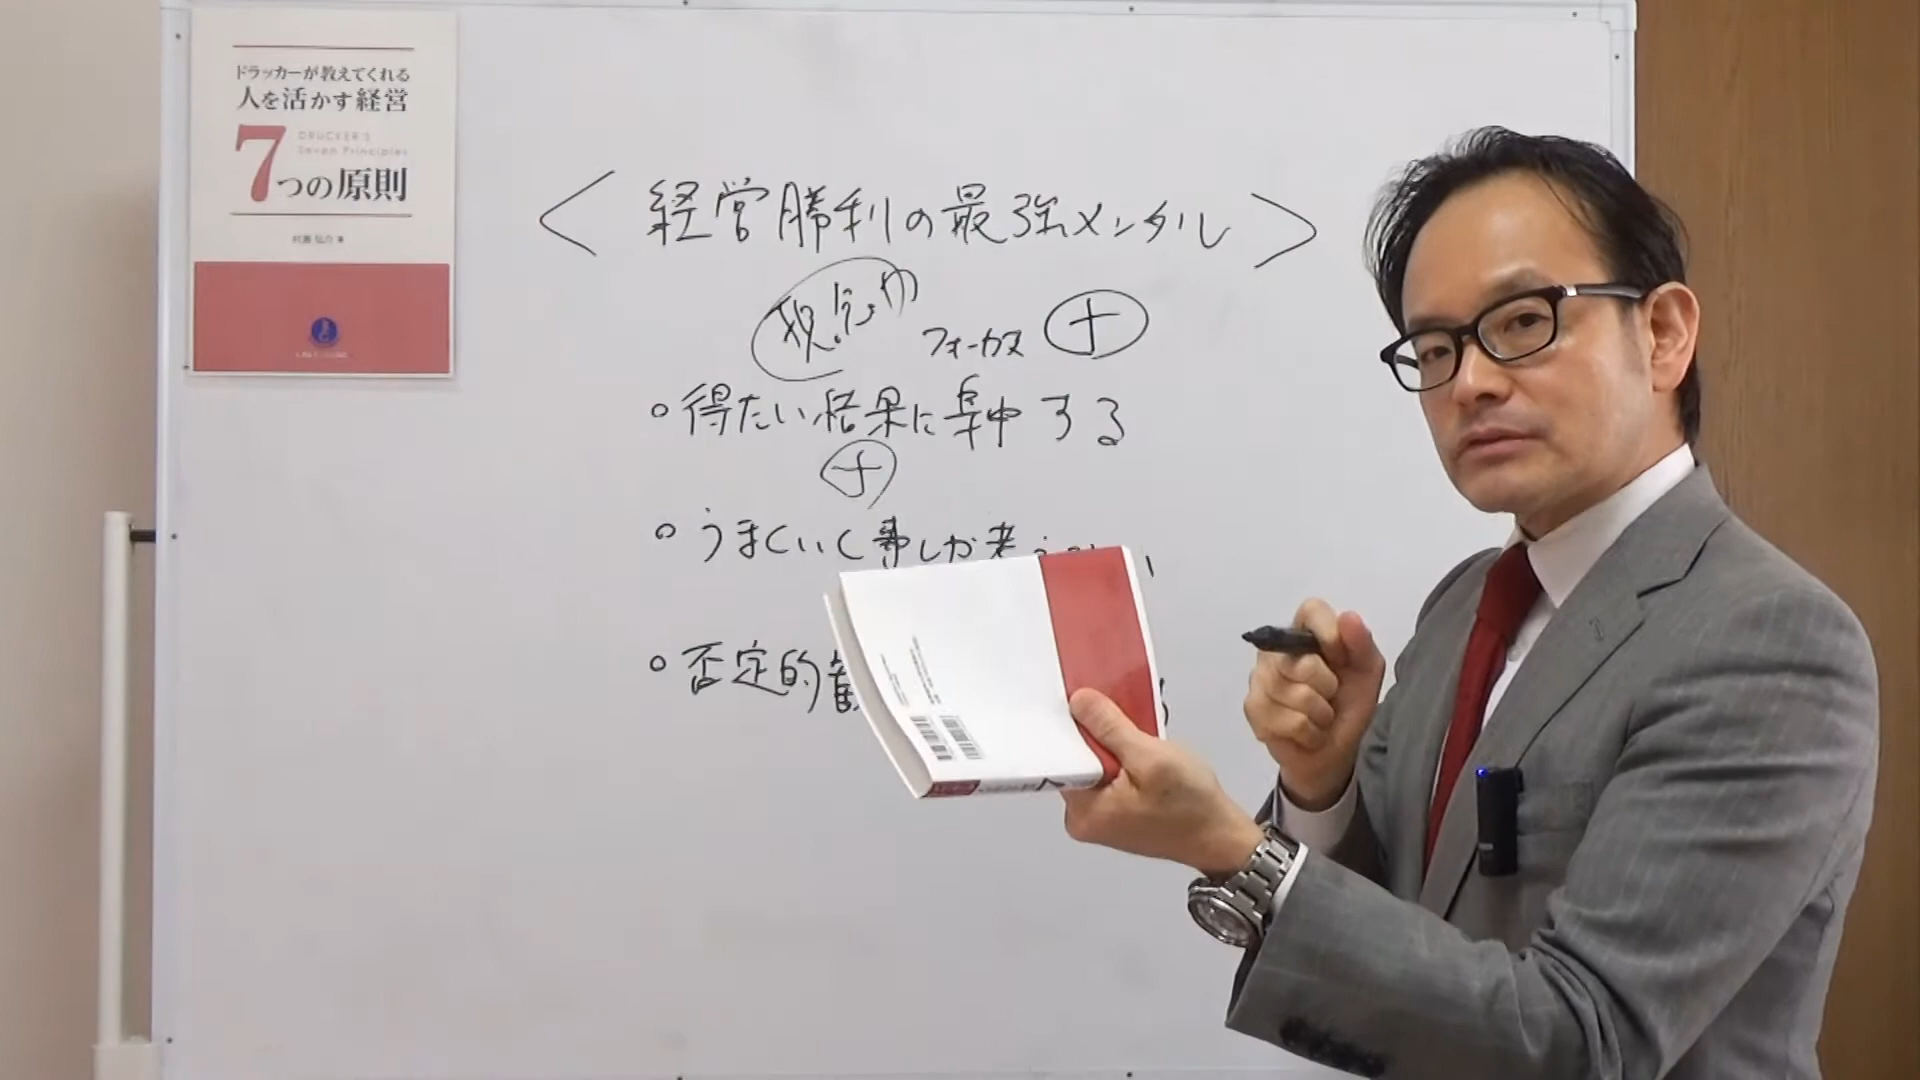 ドラッカーが教えてくれる
人を活かす経営
7
DRUCKER'S
Seven Principles
つの原則
＜経営勝利の最強メンタル＞
フォーカス ＋
○得たい結果に集中する
＋
○うまくいく事しか考え
○否定的